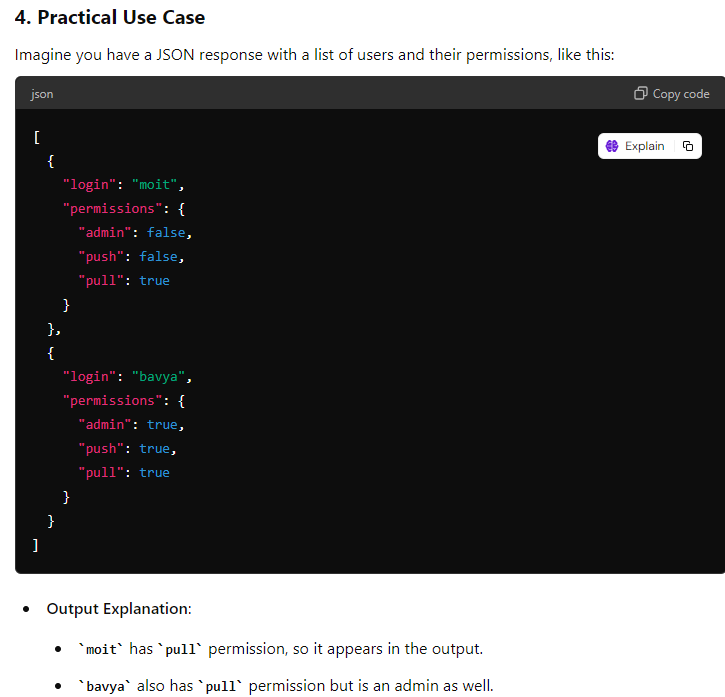 4. Practical Use Case
Imagine you have a JSON response with a list of users and their permissions, like this:
json
Copy code
Explain
[
  {
    "login": "moit",
    "permissions": {
      "admin": false,
      "push": false,
      "pull": true
    }
  },
  {
    "login": "bavya",
    "permissions": {
      "admin": true,
      "push": true,
      "pull": true
    }
  }
]
• Output Explanation:
• `moit` has `pull` permission, so it appears in the output.
• `bavya` also has `pull` permission but is an admin as well.